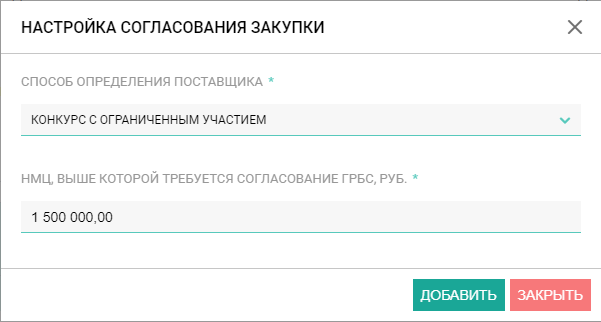 НАСТРОЙКА СОГЛАСОВАНИЯ ЗАКУПКИ
СПОСОБ ОПРЕДЕЛЕНИЯ ПОСТАВЩИКА *
КОНКУРС С ОГРАНИЧЕННЫМ УЧАСТИЕМ
НМЦ, ВЫШЕ КОТОРОЙ ТРЕБУЕТСЯ СОГЛАСОВАНИЕ ГРБС, РУБ. *
1 500 000,00
ДОБАВИТЬ ЗАКРЫТЬ